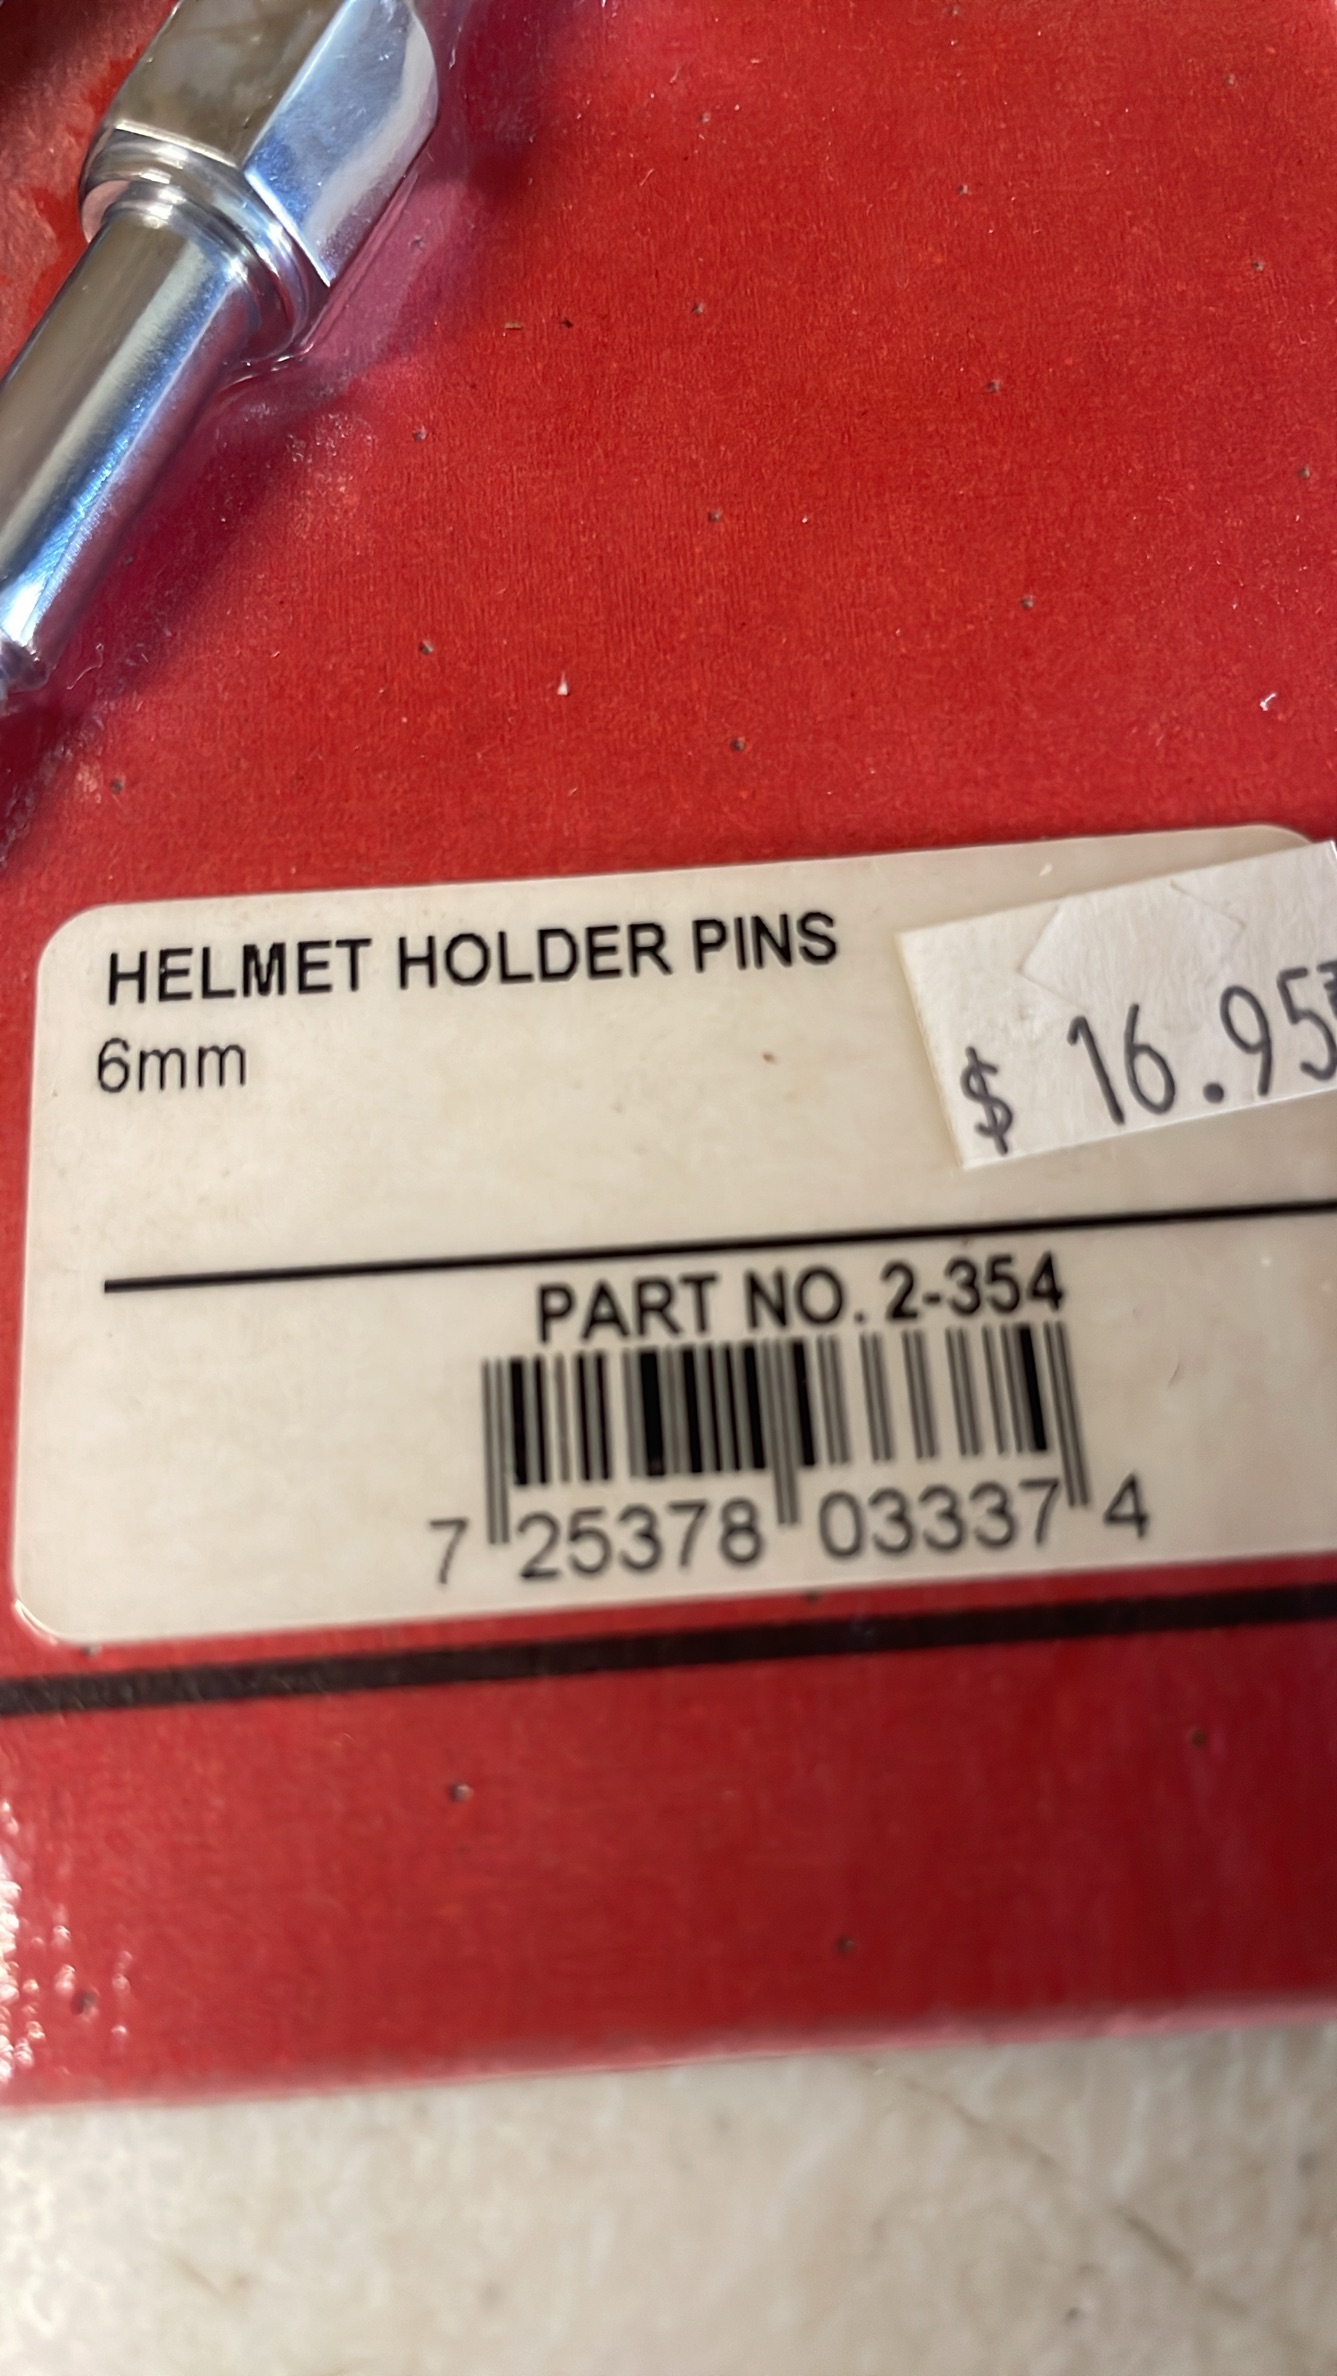 HELMET HOLDER PINS
6mm
$ 16.95
PART NO. 2-354
7 25378 03337 4